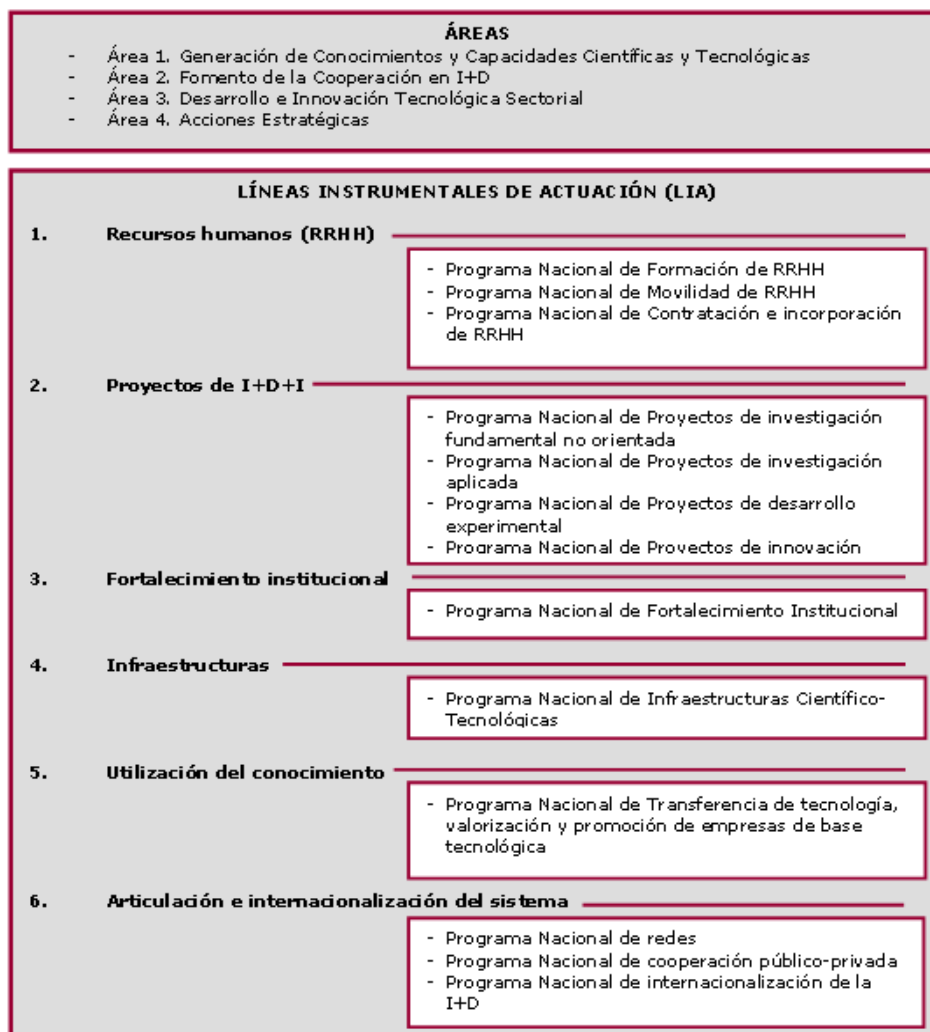 ÁREAS
- Área 1. Generación de Conocimientos y Capacidades Científicas y Tecnológicas
- Área 2. Fomento de la Cooperación en I+D
- Área 3. Desarrollo e Innovación Tecnológica Sectorial
- Área 4. Acciones Estratégicas
LÍNEAS INSTRUMENTALES DE ACTUACIÓN (LIA)
1. Recursos humanos (RRHH)
- Programa Nacional de Formación de RRHH
- Programa Nacional de Movilidad de RRHH
- Programa Nacional de Contratación e incorporación
de RRHH
2. Proyectos de I+D+I
- Programa Nacional de Proyectos de investigación
fundamental no orientada
- Programa Nacional de Proyectos de investigación
aplicada
- Programa Nacional de Proyectos de desarrollo
experimental
- Programa Nacional de Proyectos de innovación
3. Fortalecimiento institucional
- Programa Nacional de Fortalecimiento Institucional
4. Infraestructuras
- Programa Nacional de Infraestructuras Científico-
Tecnológicas
5. Utilización del conocimiento
- Programa Nacional de Transferencia de tecnología,
valorización y promoción de empresas de base
tecnológica
6. Articulación e internacionalización del sistema
- Programa Nacional de redes
- Programa Nacional de cooperación público-privada
- Programa Nacional de internacionalización de la
I+D